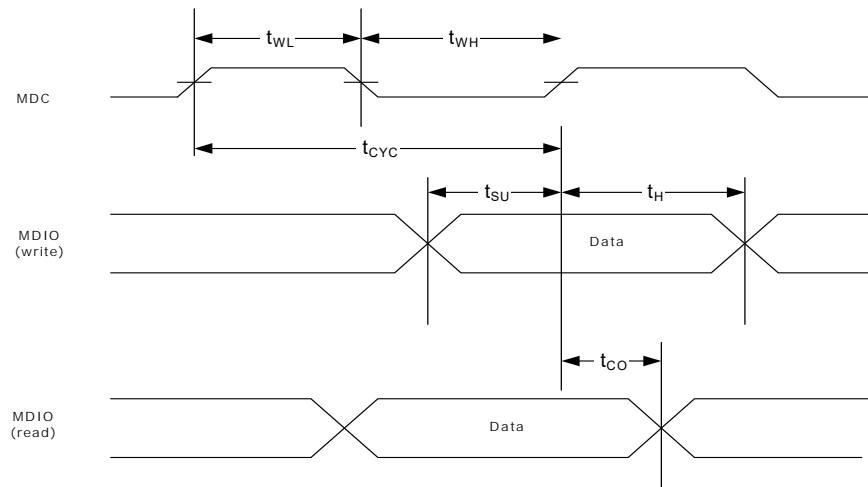 tWL
tWH
MDC
tCYC
tSU
tH
MDIO
(write)
Data
tCO
MDIO
(read)
Data